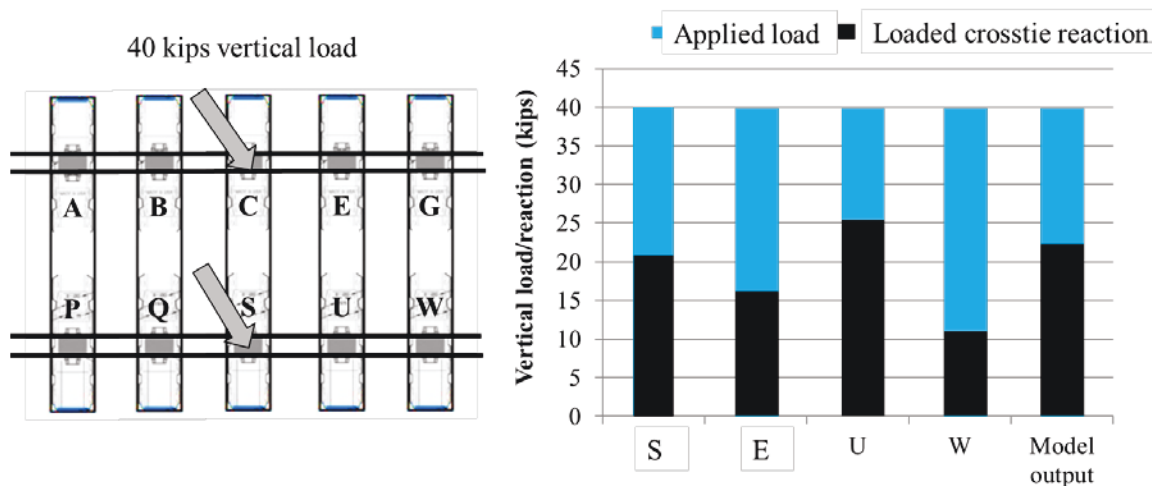 40 kips vertical load
A B C E G
P Q S U W
Applied load Loaded crosstie reaction
Vertical load/reaction (kips)
45
40
35
30
25
20
15
10
5
0
S E U W Model
output